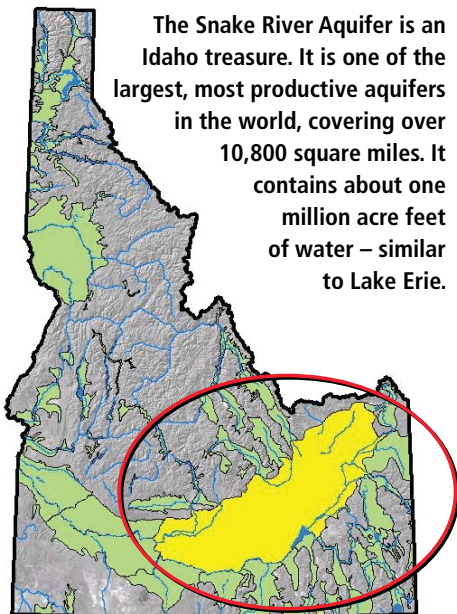 The Snake River Aquifer is an
Idaho treasure. It is one of the
largest, most productive aquifers
in the world, covering over
10,800 square miles. It
contains about one
million acre feet
of water – similar
to Lake Erie.